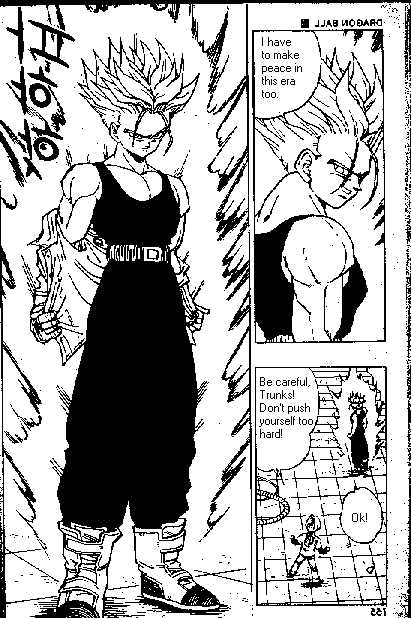 DRAGON BALL
I have
to make
peace in
this era
too.
Be careful,
Trunks!
Don't push
yourself too
hard!
Ok!